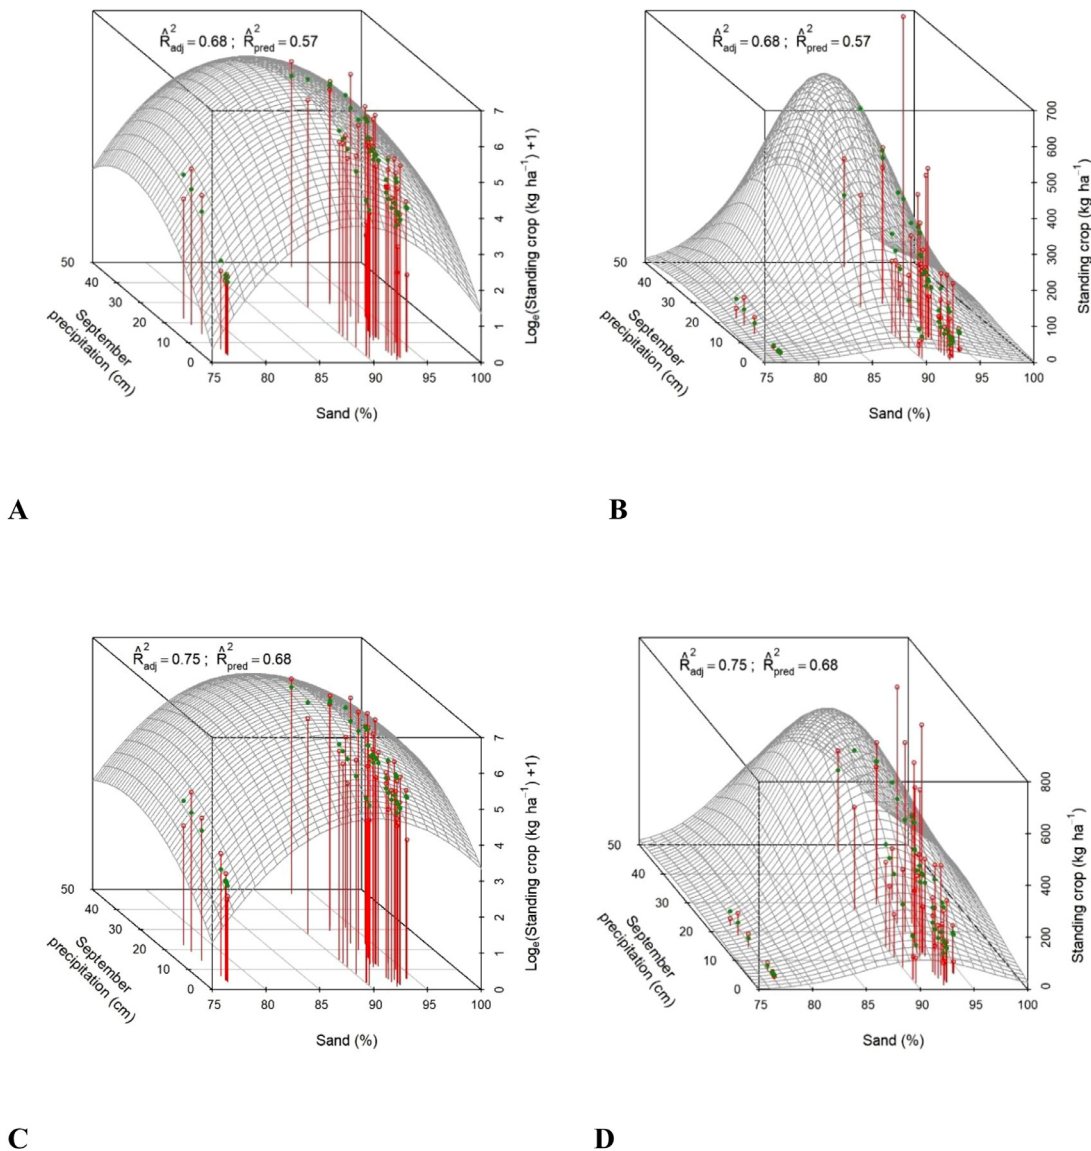 R̂²adj = 0.68 ; R̂²pred = 0.57
7
6
5
4
3
2
1
0
Logₑ(Standing crop (kg ha⁻¹) +1)
50
40
30
20
10
0
September
precipitation (cm)
75 80 85 90 95 100
Sand (%)
A
R̂²adj = 0.68 ; R̂²pred = 0.57
700
600
500
400
300
200
100
0
Standing crop (kg ha⁻¹)
50
40
30
20
10
0
September
precipitation (cm)
75 80 85 90 95 100
Sand (%)
B
R̂²adj = 0.75 ; R̂²pred = 0.68
7
6
5
4
3
2
1
0
Logₑ(Standing crop (kg ha⁻¹) +1)
50
40
30
20
10
0
September
precipitation (cm)
75 80 85 90 95 100
Sand (%)
C
R̂²adj = 0.75 ; R̂²pred = 0.68
800
600
400
200
0
Standing crop (kg ha⁻¹)
50
40
30
20
10
0
September
precipitation (cm)
75 80 85 90 95 100
Sand (%)
D